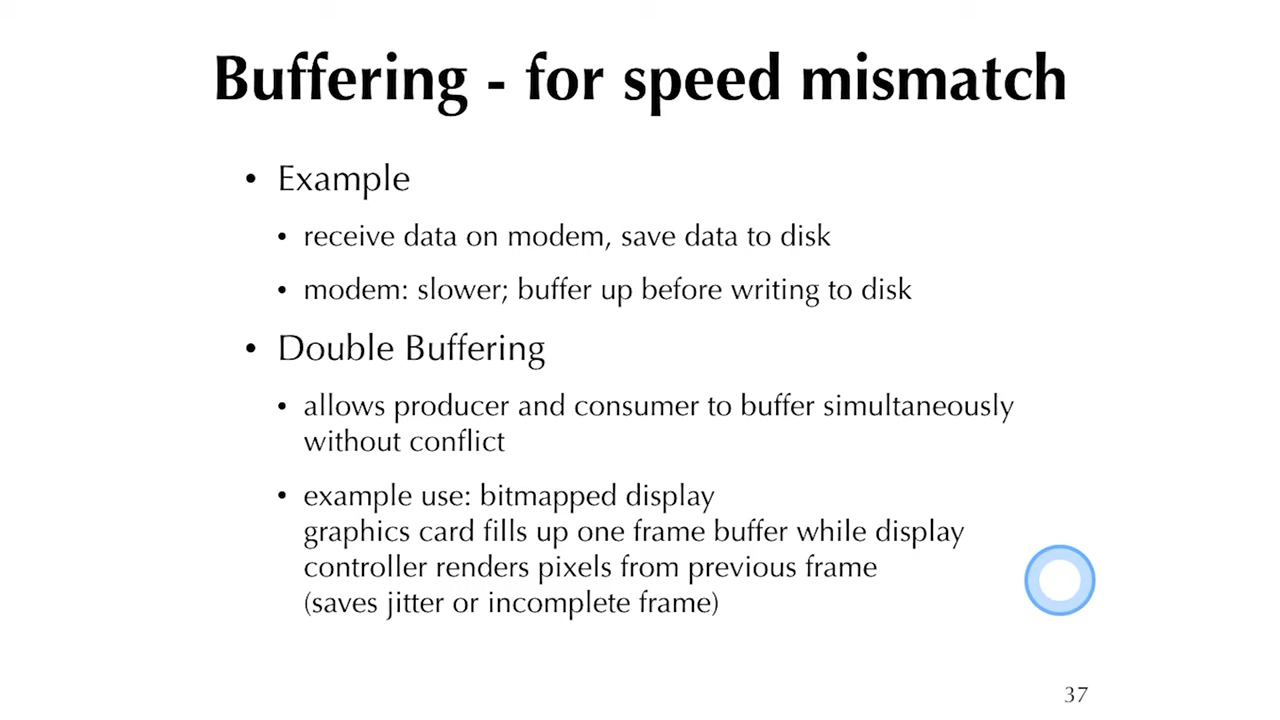 Buffering - for speed mismatch
• Example
• receive data on modem, save data to disk
• modem: slower; buffer up before writing to disk
• Double Buffering
• allows producer and consumer to buffer simultaneously
without conflict
• example use: bitmapped display
graphics card fills up one frame buffer while display
controller renders pixels from previous frame
(saves jitter or incomplete frame)
37